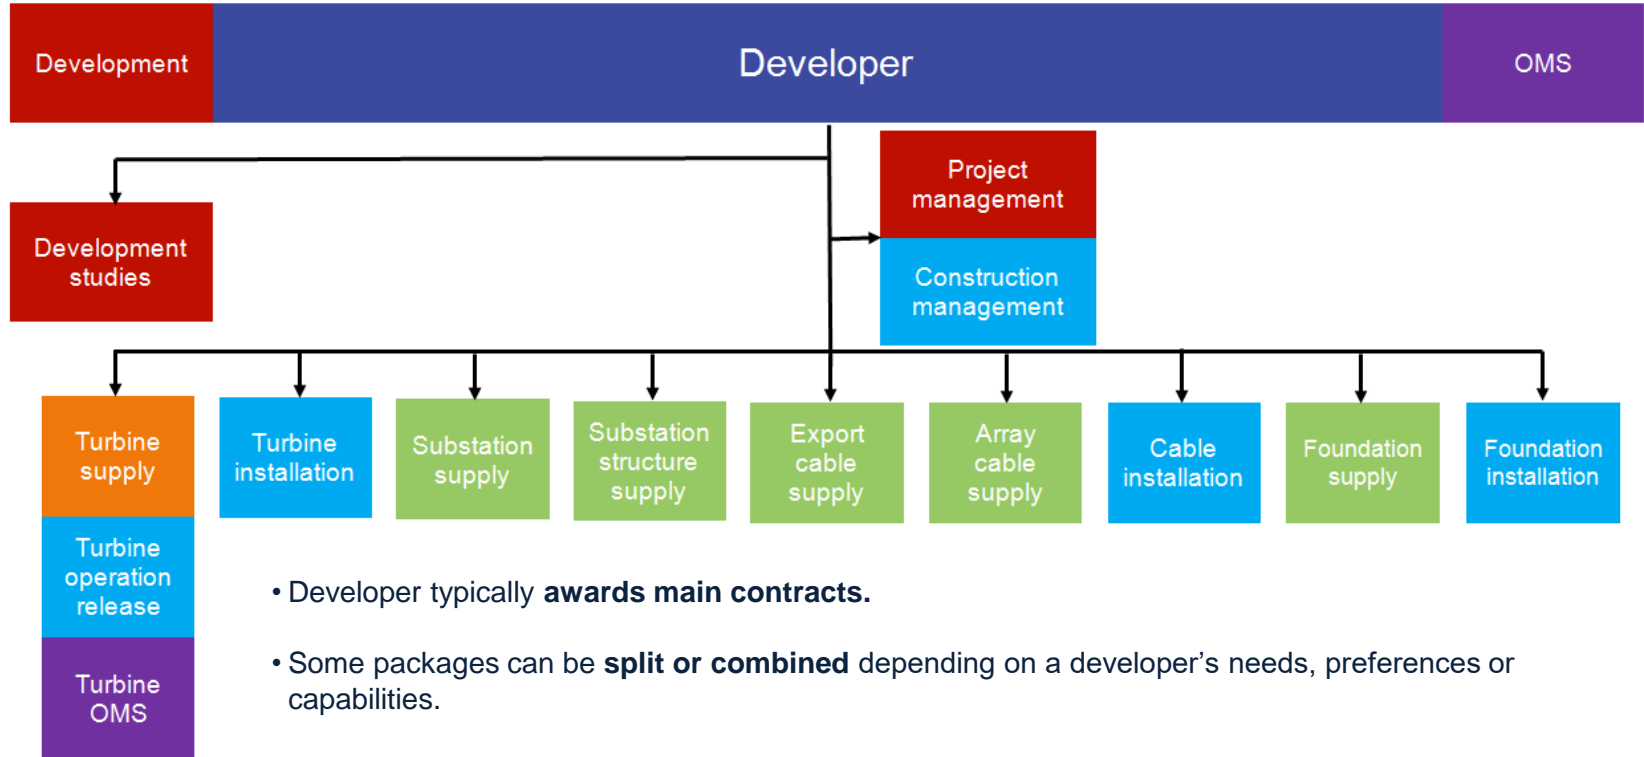 Development
Developer
OMS
Project
management
Construction
management
Development
studies
Turbine
supply
Turbine
installation
Substation
supply
Substation
structure
supply
Export
cable
supply
Array
cable
supply
Cable
installation
Foundation
supply
Foundation
installation
Turbine
operation
release
Turbine
OMS
• Developer typically awards main contracts.
• Some packages can be split or combined depending on a developer’s needs, preferences or
capabilities.